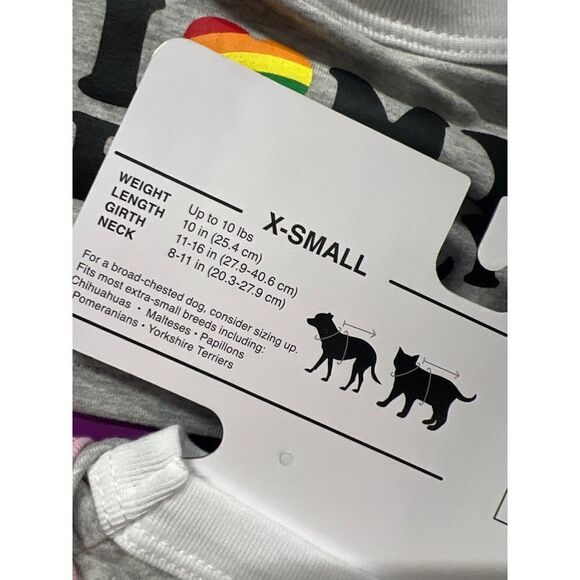 I MY
X-SMALL
WEIGHT Up to 10 lbs
LENGTH 10 in (25.4 cm)
GIRTH 11-16 in (27.9-40.6 cm)
NECK 8-11 in (20.3-27.9 cm)
For a broad-chested dog, consider sizing up.
Fits most extra-small breeds including:
Chihuahuas • Malteses • Papillons
Pomeranians • Yorkshire Terriers